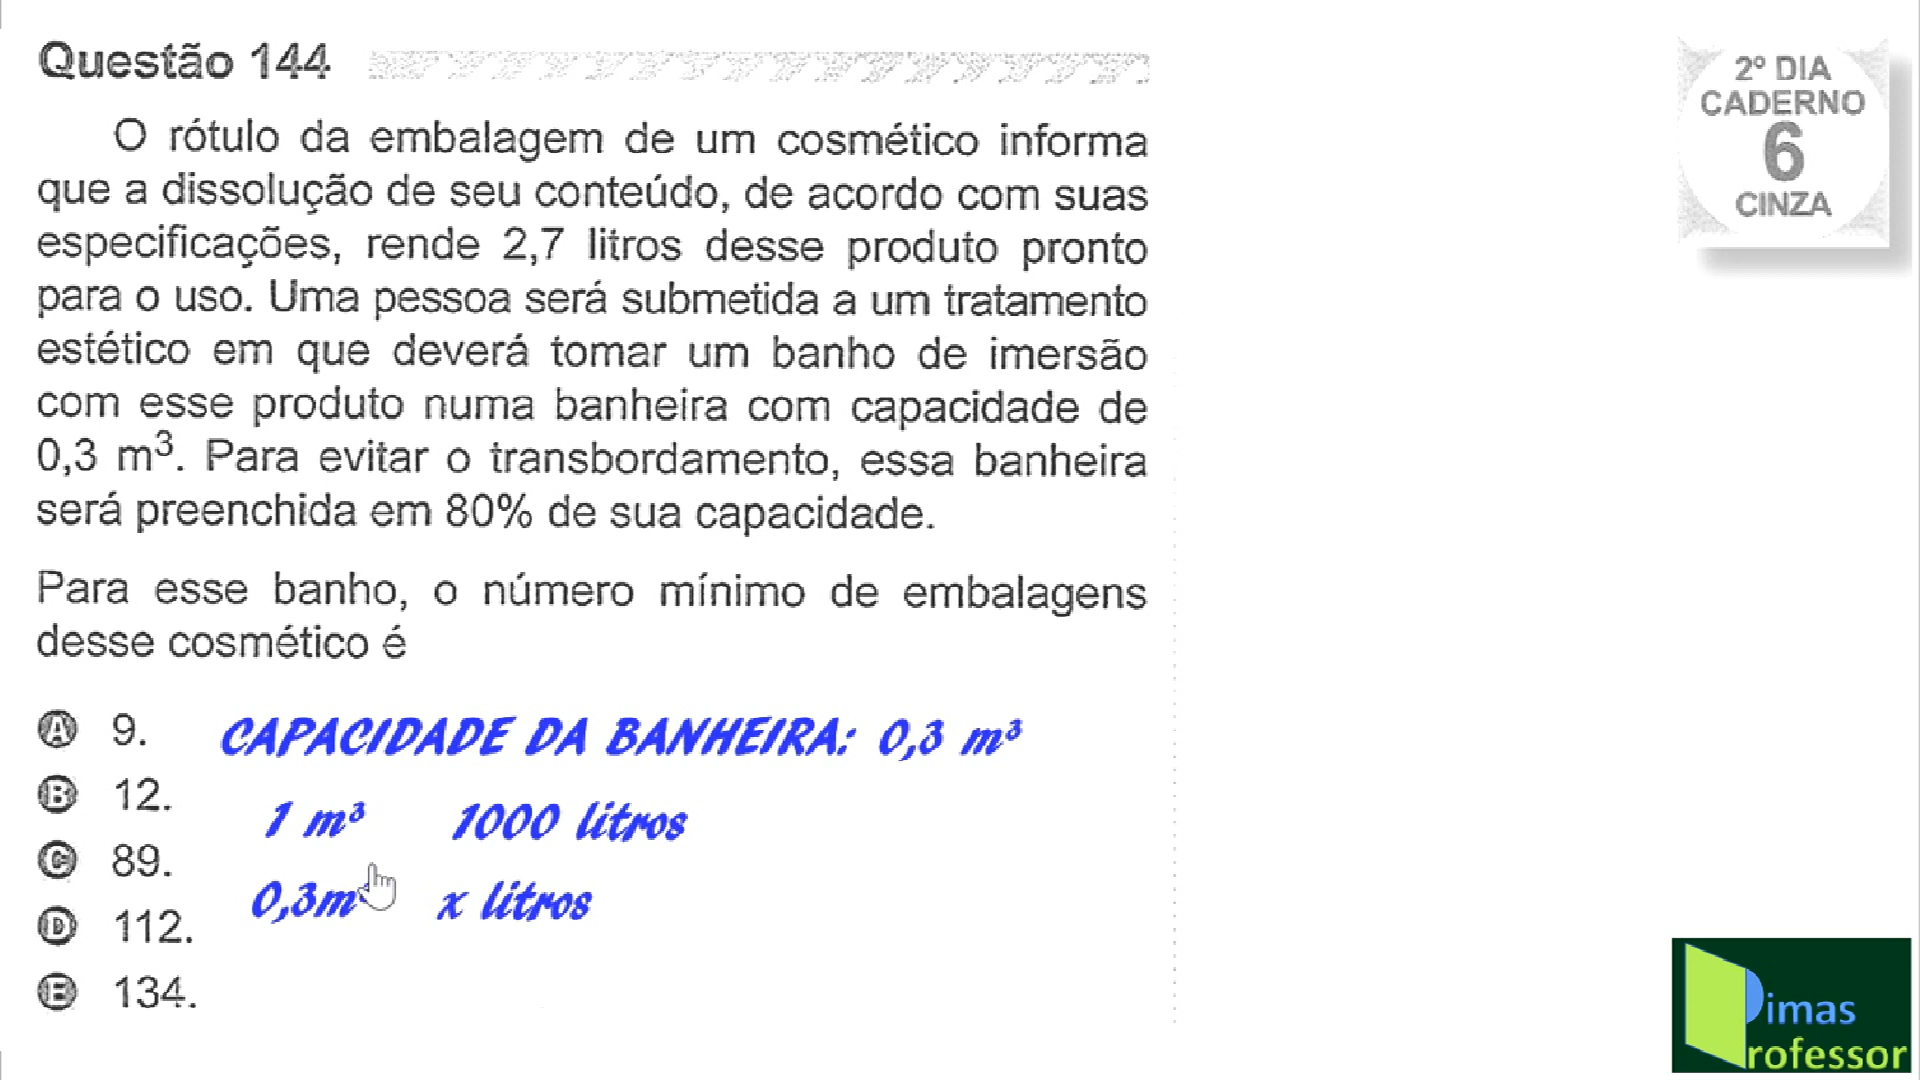 Questão 144
O rótulo da embalagem de um cosmético informa
que a dissolução de seu conteúdo, de acordo com suas
especificações, rende 2,7 litros desse produto pronto
para o uso. Uma pessoa será submetida a um tratamento
estético em que deverá tomar um banho de imersão
com esse produto numa banheira com capacidade de
0,3 m³. Para evitar o transbordamento, essa banheira
será preenchida em 80% de sua capacidade.
Para esse banho, o número mínimo de embalagens
desse cosmético é
A 9.
B 12.
C 89.
D 112.
E 134.
CAPACIDADE DA BANHEIRA: 0,3 m³
1 m³ 1000 litros
0,3m³ x litros
2º DIA
CADERNO
6
CINZA
Dimas
Professor